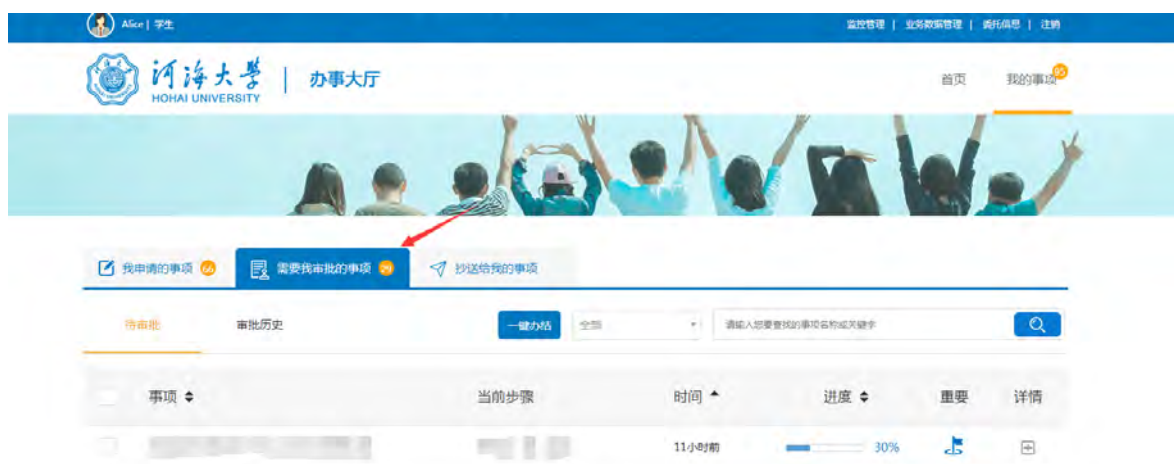 Alice | 学生
监控管理 | 业务数据管理 | 委托信息 | 注销
河海大学 | 办事大厅
HOHAI UNIVERSITY
首页 我的事项 95
我申请的事项 需要我审批的事项 抄送给我的事项
待审批 审批历史 一键办结 全部 请输入您要查找的事项名称或关键字
事项 当前步骤 时间 进度 重要 详情
11小时前 30%